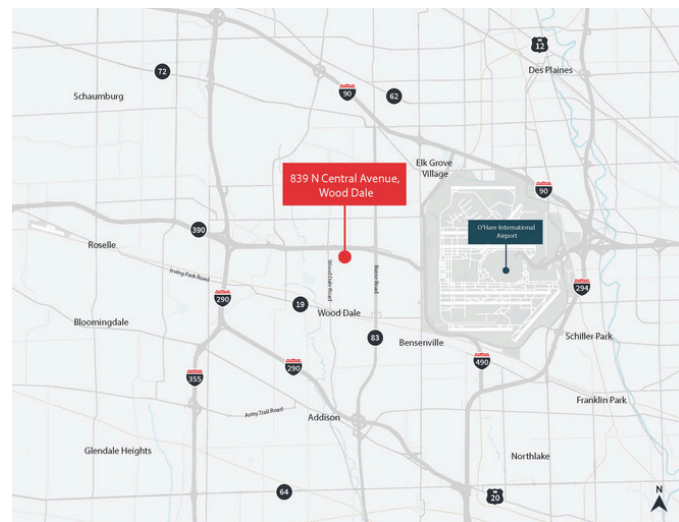 12
Des Plaines
72
Schaumburg
90
62
Elk Grove
Village
839 N Central Avenue,
Wood Dale
90
O'Hare International
Airport
390
Roselle
Wood Dale Road
Busse Road
Irving Park Road
290
294
19
Wood Dale
Bloomingdale
83
Bensenville
Schiller Park
290
490
355
Franklin Park
Army Trail Road
Addison
Glendale Heights
Northlake
64
20
N